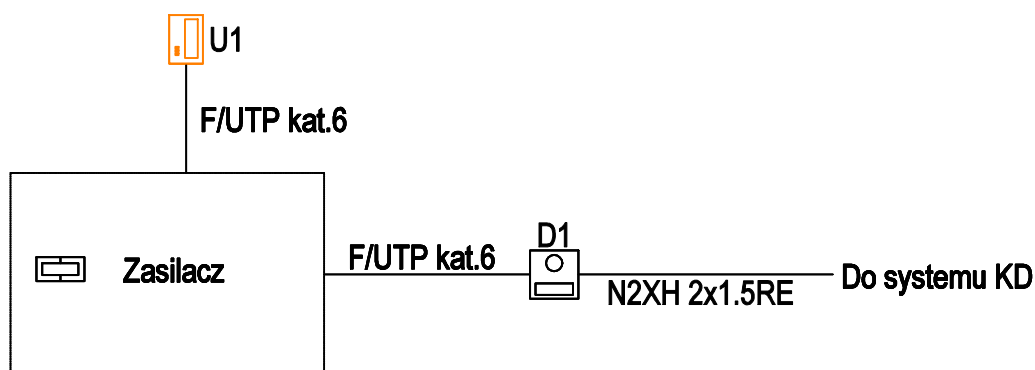 U1
F/UTP kat.6
D1
F/UTP kat.6
Zasilacz
Do systemu KD
N2XH 2x1.5RE